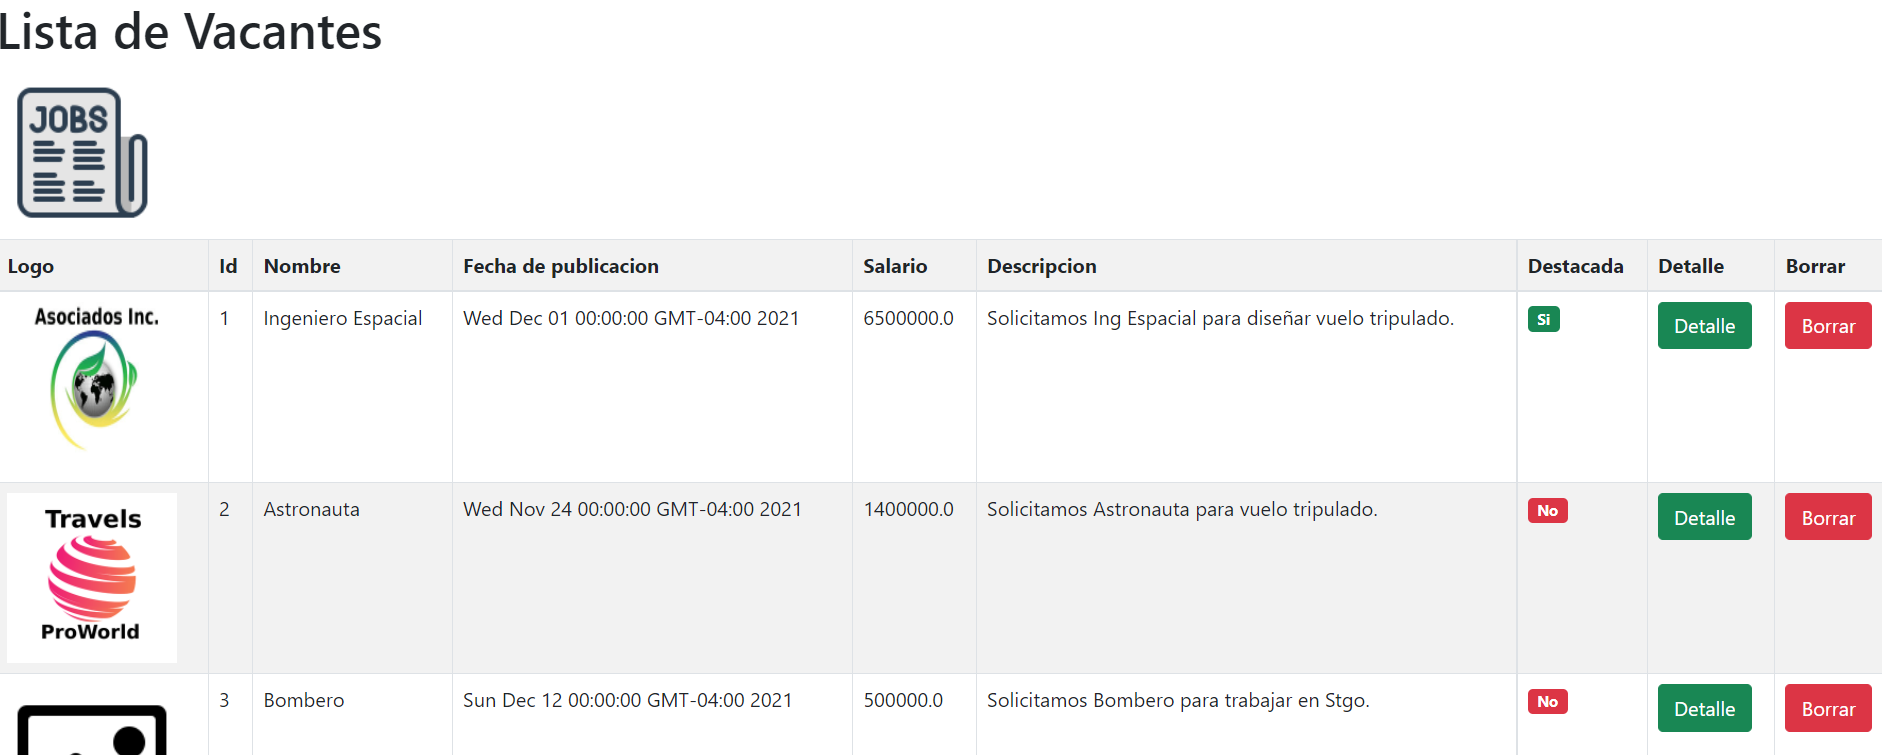 Lista de Vacantes
JOBS
Logo Id Nombre Fecha de publicacion Salario Descripcion Destacada Detalle Borrar
Asociados Inc.
1 Ingeniero Espacial Wed Dec 01 00:00:00 GMT-04:00 2021 6500000.0 Solicitamos Ing Espacial para diseñar vuelo tripulado. Si Detalle Borrar
Travels
ProWorld
2 Astronauta Wed Nov 24 00:00:00 GMT-04:00 2021 1400000.0 Solicitamos Astronauta para vuelo tripulado. No Detalle Borrar
3 Bombero Sun Dec 12 00:00:00 GMT-04:00 2021 500000.0 Solicitamos Bombero para trabajar en Stgo. No Detalle Borrar